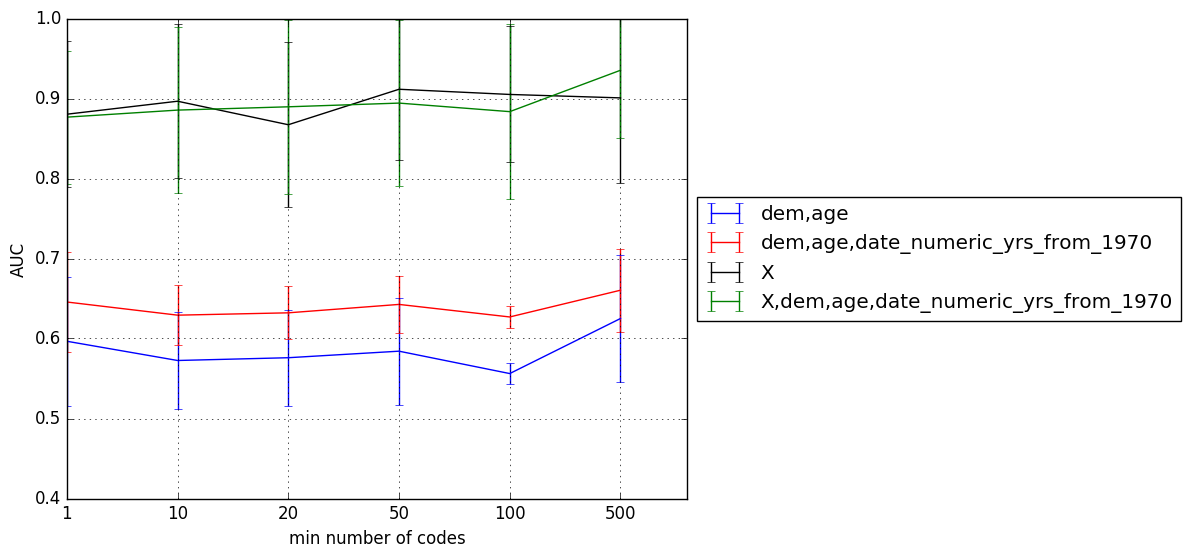 1.0
0.9
0.8
0.7
0.6
0.5
0.4
AUC
1
10
20
50
100
500
min number of codes
dem,age
dem,age,date_numeric_yrs_from_1970
X
X,dem,age,date_numeric_yrs_from_1970